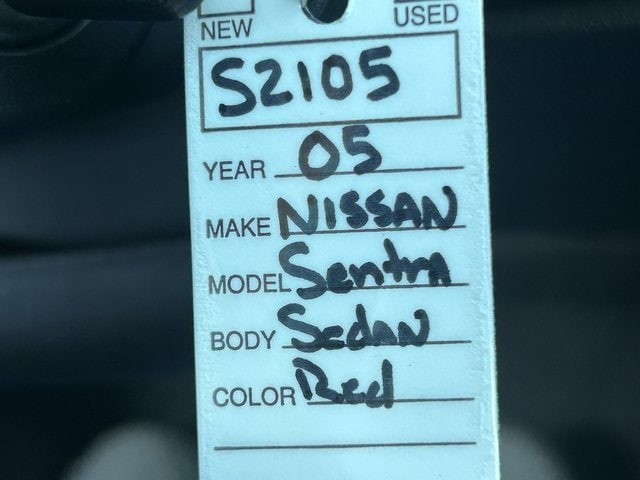 NEW USED
S2105
YEAR 05
MAKE NISSAN
MODEL Sentra
BODY Sedan
COLOR Red